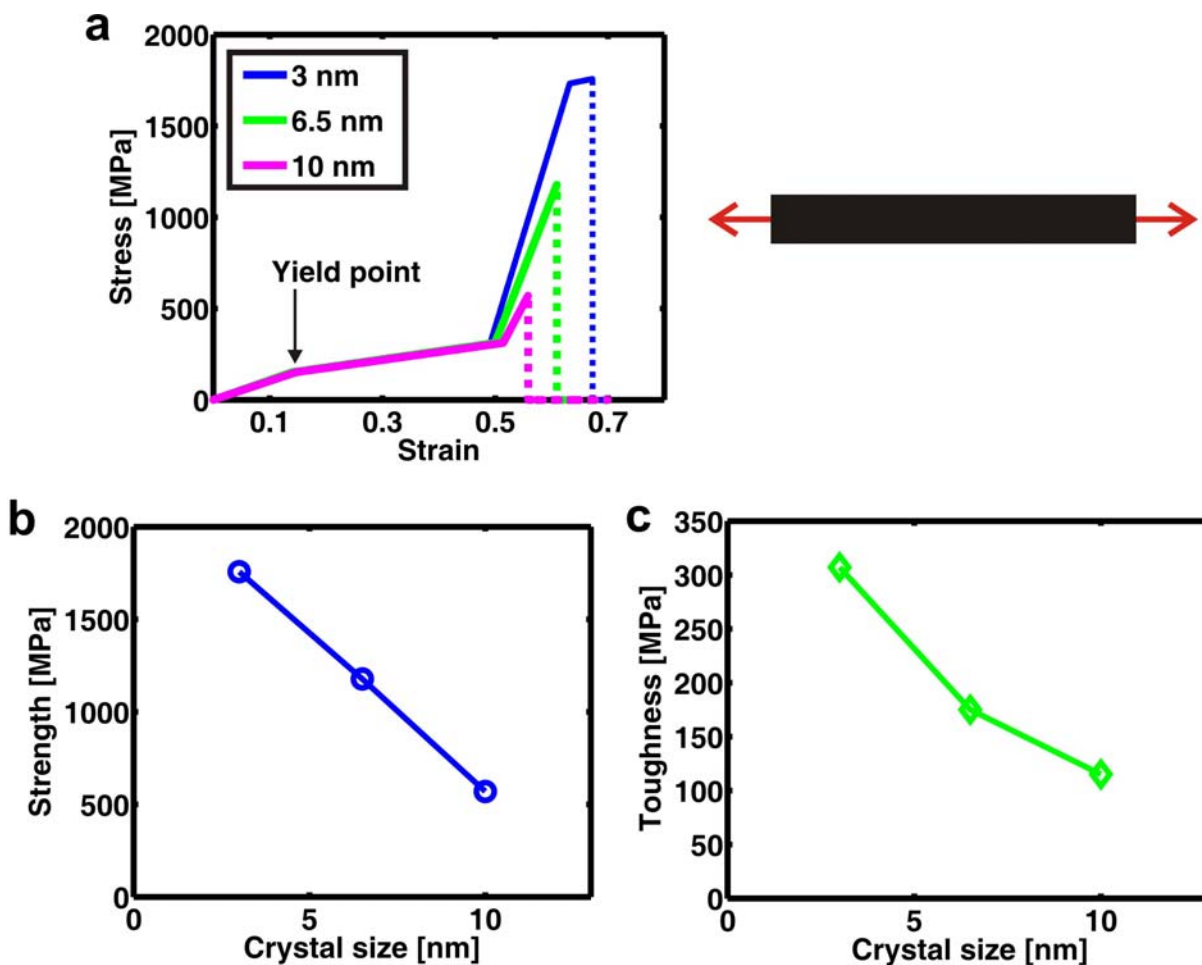 a
2000
1500
1000
500
0
Stress [MPa]
3 nm
6.5 nm
10 nm
Yield point
0.1 0.3 0.5 0.7
Strain
b
2000
1500
1000
500
0
Strength [MPa]
0 5 10
Crystal size [nm]
c
350
300
250
200
150
100
50
0
Toughness [MPa]
0 5 10
Crystal size [nm]